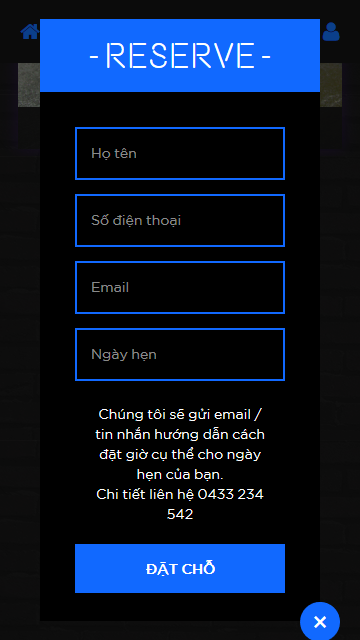 - RESERVE -
Họ tên
Số điện thoại
Email
Ngày hẹn
Chúng tôi sẽ gửi email /
tin nhắn hướng dẫn cách
đặt giờ cụ thể cho ngày
hẹn của bạn.
Chi tiết liên hệ 0433 234
542
ĐẶT CHỖ